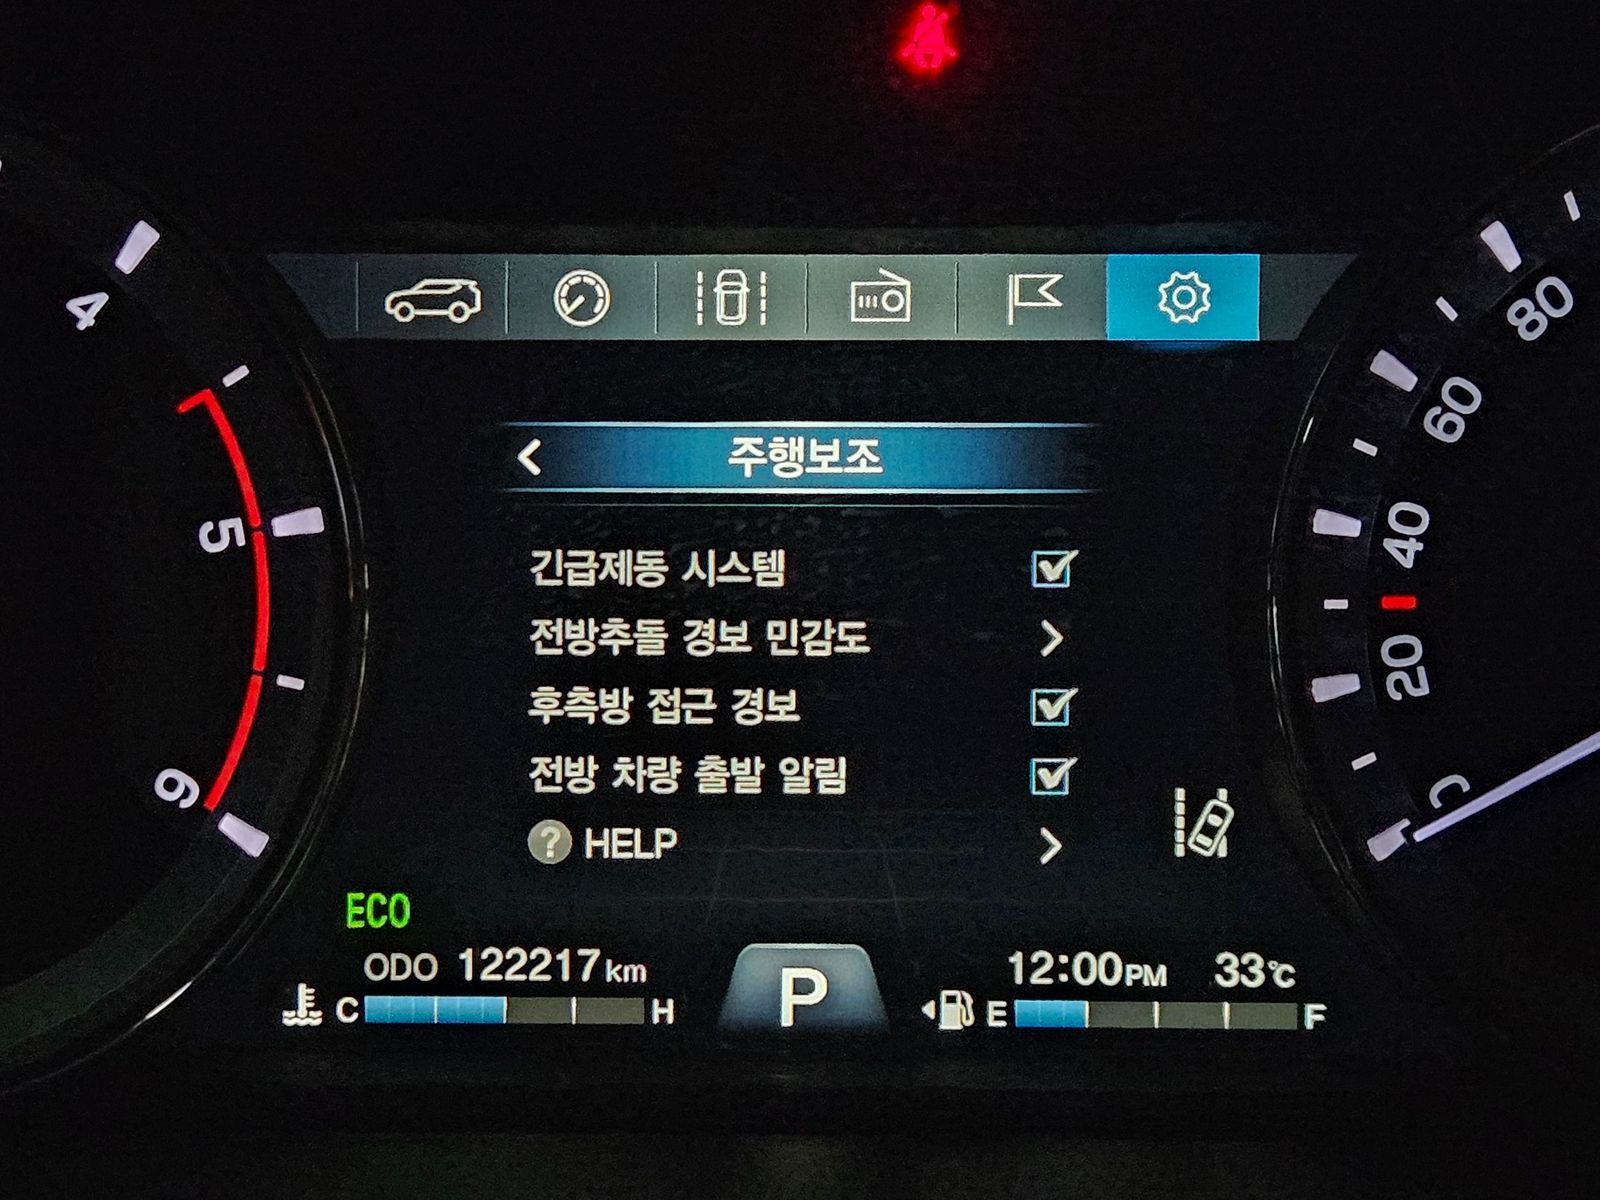 4
5
6
80
60
40
20
주행보조
긴급제동 시스템
전방추돌 경보 민감도
후측방 접근 경보
전방 차량 출발 알림
? HELP
ECO
ODO 122217 km
C H
P
12:00 PM 33℃
E F